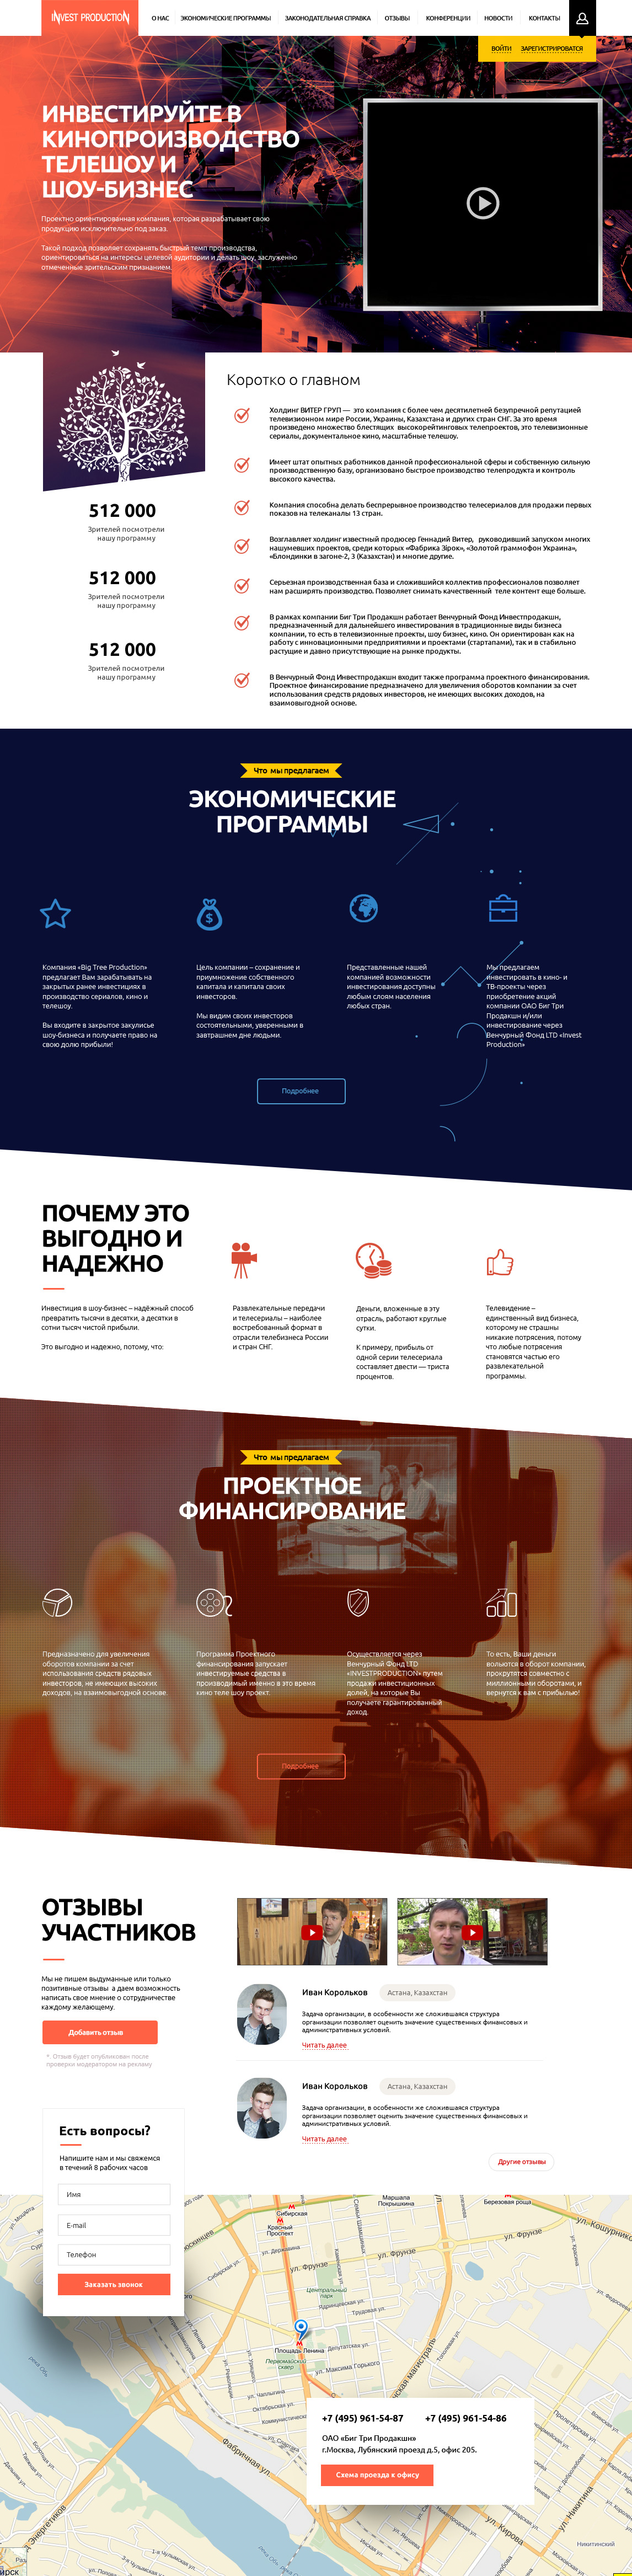 INVEST PRODUCTION
О НАС
ЭКОНОМИЧЕСКИЕ ПРОГРАММЫ
ЗАКОНОДАТЕЛЬНАЯ СПРАВКА
ОТЗЫВЫ
КОНФЕРЕНЦИИ
НОВОСТИ
КОНТАКТЫ
ВОЙТИ
ЗАРЕГИСТРИРОВАТСЯ
ИНВЕСТИРУЙТЕ В
КИНОПРОИЗВОДСТВО
ТЕЛЕШОУ И
ШОУ-БИЗНЕС
Проектно ориентированная компания, которая разрабатывает свою
продукцию исключительно под заказ.
Такой подход позволяет сохранять быстрый темп производства,
ориентироваться на интересы целевой аудитории и делать шоу, заслуженно
отмеченные зрительским признанием.
Коротко о главном
Холдинг ВИТЕР ГРУП — это компания с более чем десятилетней безупречной репутацией
телевизионном мире России, Украины, Казахстана и других стран СНГ. За это время
произведено множество блестящих высокорейтинговых телепроектов, это телевизионные
сериалы, документальное кино, масштабные телешоу.
Имеет штат опытных работников данной профессиональной сферы и собственную сильную
производственную базу, организовано быстрое производство телепродукта и контроль
высокого качества.
Компания способна делать беспрерывное производство телесериалов для продажи первых
показов на телеканалы 13 стран.
Возглавляет холдинг известный продюсер Геннадий Витер, руководивший запуском многих
нашумевших проектов, среди которых «Фабрика Зірок», «Золотой граммофон Украина»,
«Блондинки в загоне-2, 3 (Казахстан) и многие другие.
Серьезная производственная база и сложившийся коллектив профессионалов позволяет
нам расширять производство. Позволяет снимать качественный теле контент еще больше.
В рамках компании Биг Три Продакшн работает Венчурный Фонд Инвестпродакшн,
предназначенный для дальнейшего инвестирования в традиционные виды бизнеса
компании, то есть в телевизионные проекты, шоу бизнес, кино. Он ориентирован как на
работу с инновационными предприятиями и проектами (стартапами), так и в стабильно
растущие и давно присутствующие на рынке продукты.
В Венчурный Фонд Инвестпродакшн входит также программа проектного финансирования.
Проектное финансирование предназначено для увеличения оборотов компании за счет
использования средств рядовых инвесторов, не имеющих высоких доходов, на
взаимовыгодной основе.
512 000
Зрителей посмотрели
нашу программу
512 000
Зрителей посмотрели
нашу программу
512 000
Зрителей посмотрели
нашу программу
Что мы предлагаем
ЭКОНОМИЧЕСКИЕ
ПРОГРАММЫ
Компания «Big Tree Production»
предлагает Вам зарабатывать на
закрытых ранее инвестициях в
производство сериалов, кино и
телешоу.
Вы входите в закрытое закулисье
шоу-бизнеса и получаете право на
свою долю прибыли!
Цель компании – сохранение и
приумножение собственного
капитала и капитала своих
инвесторов.
Мы видим своих инвесторов
состоятельными, уверенными в
завтрашнем дне людьми.
Представленные нашей
компанией возможности
инвестирования доступны
любым слоям населения
любых стран.
Мы предлагаем
инвестировать в кино- и
ТВ-проекты через
приобретение акций
компании ОАО Биг Три
Продакшн и/или
инвестирование через
Венчурный Фонд LTD «Invest
Production»
Подробнее
ПОЧЕМУ ЭТО
ВЫГОДНО И
НАДЕЖНО
Инвестиция в шоу-бизнес – надёжный способ
превратить тысячи в десятки, а десятки в
сотни тысяч чистой прибыли.
Это выгодно и надежно, потому, что:
Развлекательные передачи
и телесериалы – наиболее
востребованный формат в
отрасли телебизнеса России
и стран СНГ.
Деньги, вложенные в эту
отрасль, работают круглые
сутки.
К примеру, прибыль от
одной серии телесериала
составляет двести — триста
процентов.
Телевидение –
единственный вид бизнеса,
которому не страшны
никакие потрясения, потому
что любые потрясения
становятся частью его
развлекательной
программы.
Что мы предлагаем
ПРОЕКТНОЕ
ФИНАНСИРОВАНИЕ
Предназначено для увеличения
оборотов компании за счет
использования средств рядовых
инвесторов, не имеющих высоких
доходов, на взаимовыгодной основе.
Программа Проектного
финансирования запускает
инвестируемые средства в
производимый именно в это время
кино теле шоу проект.
Осуществляется через
Венчурный Фонд LTD
«INVESTPRODUCTION» путем
продажи инвестиционных
долей, на которые Вы
получаете гарантированный
доход.
То есть, Ваши деньги
вольются в оборот компании,
прокрутятся совместно с
миллионными оборотами, и
вернутся к вам с прибылью!
Подробнее
ОТЗЫВЫ
УЧАСТНИКОВ
Мы не пишем выдуманные или только
позитивные отзывы а даём возможность
написать свое мнение о сотрудничестве
каждому желающему.
Добавить отзыв
*. Отзыв будет опубликован после
проверки модератором на рекламу
Иван Корольков
Астана, Казахстан
Задача организации, в особенности же сложившаяся структура
организации позволяет оценить значение существенных финансовых и
административных условий.
Читать далее
Иван Корольков
Астана, Казахстан
Задача организации, в особенности же сложившаяся структура
организации позволяет оценить значение существенных финансовых и
административных условий.
Читать далее
Другие отзывы
Есть вопросы?
Напишите нам и мы свяжемся
в течений 8 рабочих часов
Имя
E-mail
Телефон
Заказать звонок
Сибирская
Красный
Проспект
Маршала
Покрышкина
Березовая роща
ул. Фрунзе
ул. Фрунзе
ул. Фрунзе
Центральный
парк
Площадь Ленина
Первомайский
сквер
ул. Максима Горького
Фабричная ул.
ул. Кирова
ул. Никитина
Никитинский
+7 (495) 961-54-87
+7 (495) 961-54-86
ОАО «Биг Три Продакшн»
г.Москва, Лубянский проезд д.5, офис 205.
Схема проезда к офису